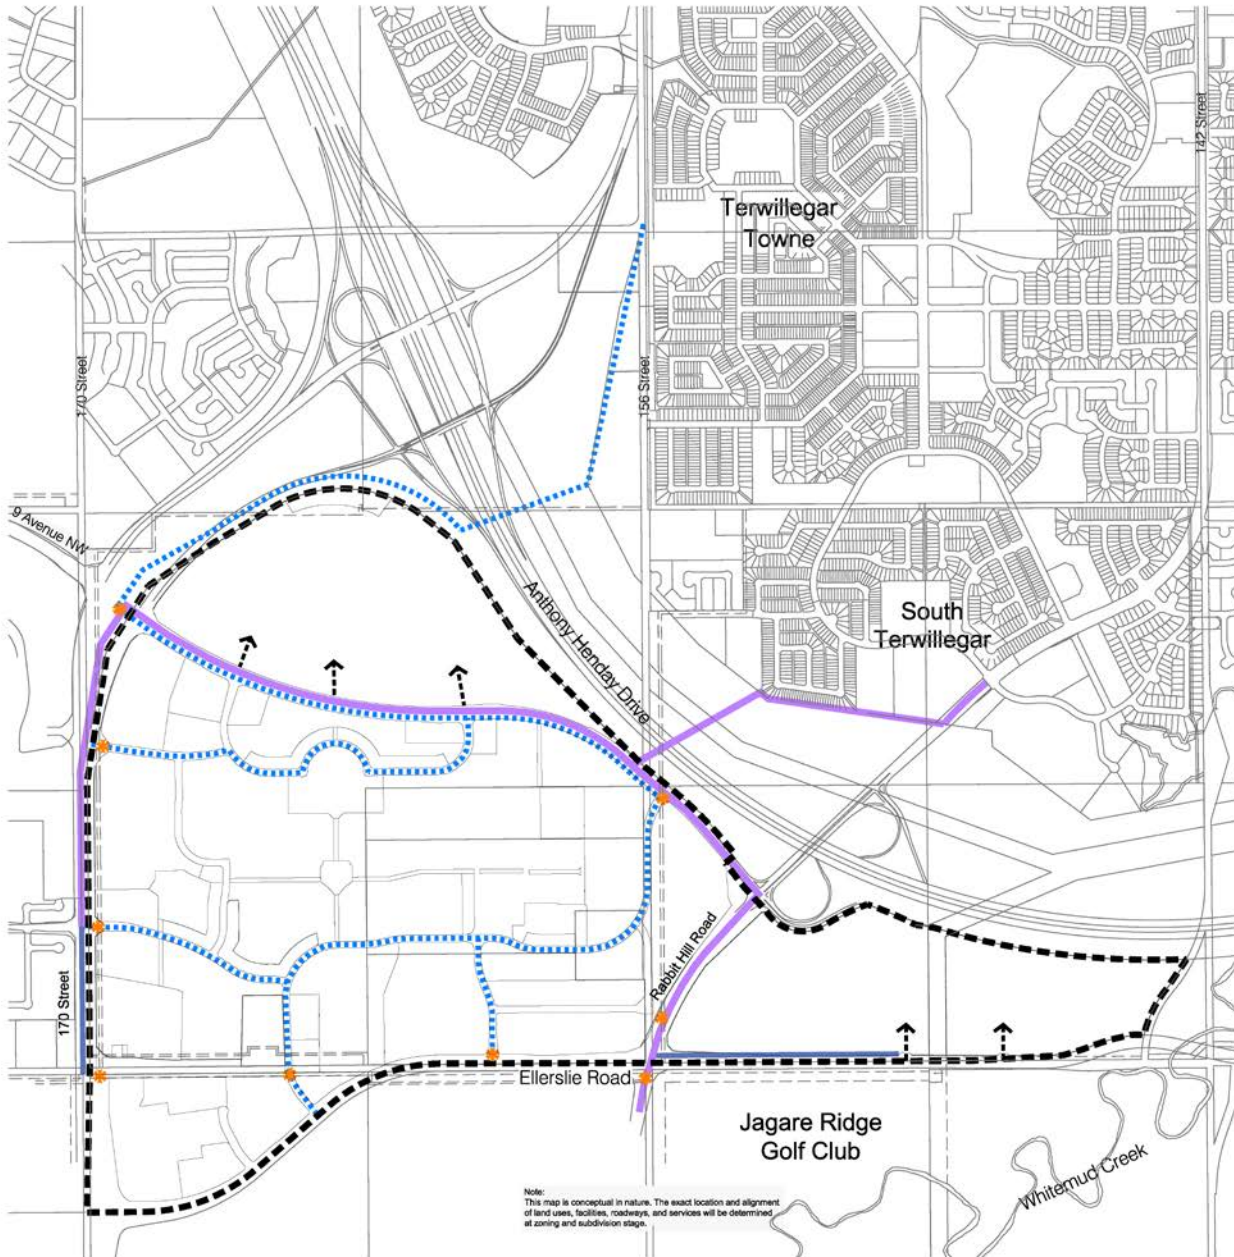 142 Street
Terwillegar
Towne
170 Street
156 Street
9 Avenue NW
Anthony Henday Drive
South
Terwillegar
Rabbit Hill Road
170 Street
Ellerslie Road
Jagare Ridge
Golf Club
Whitemud Creek
Note:
This map is conceptual in nature. The exact location and alignment
of land uses, facilities, roadways, and services will be determined
at zoning and subdivision stage.